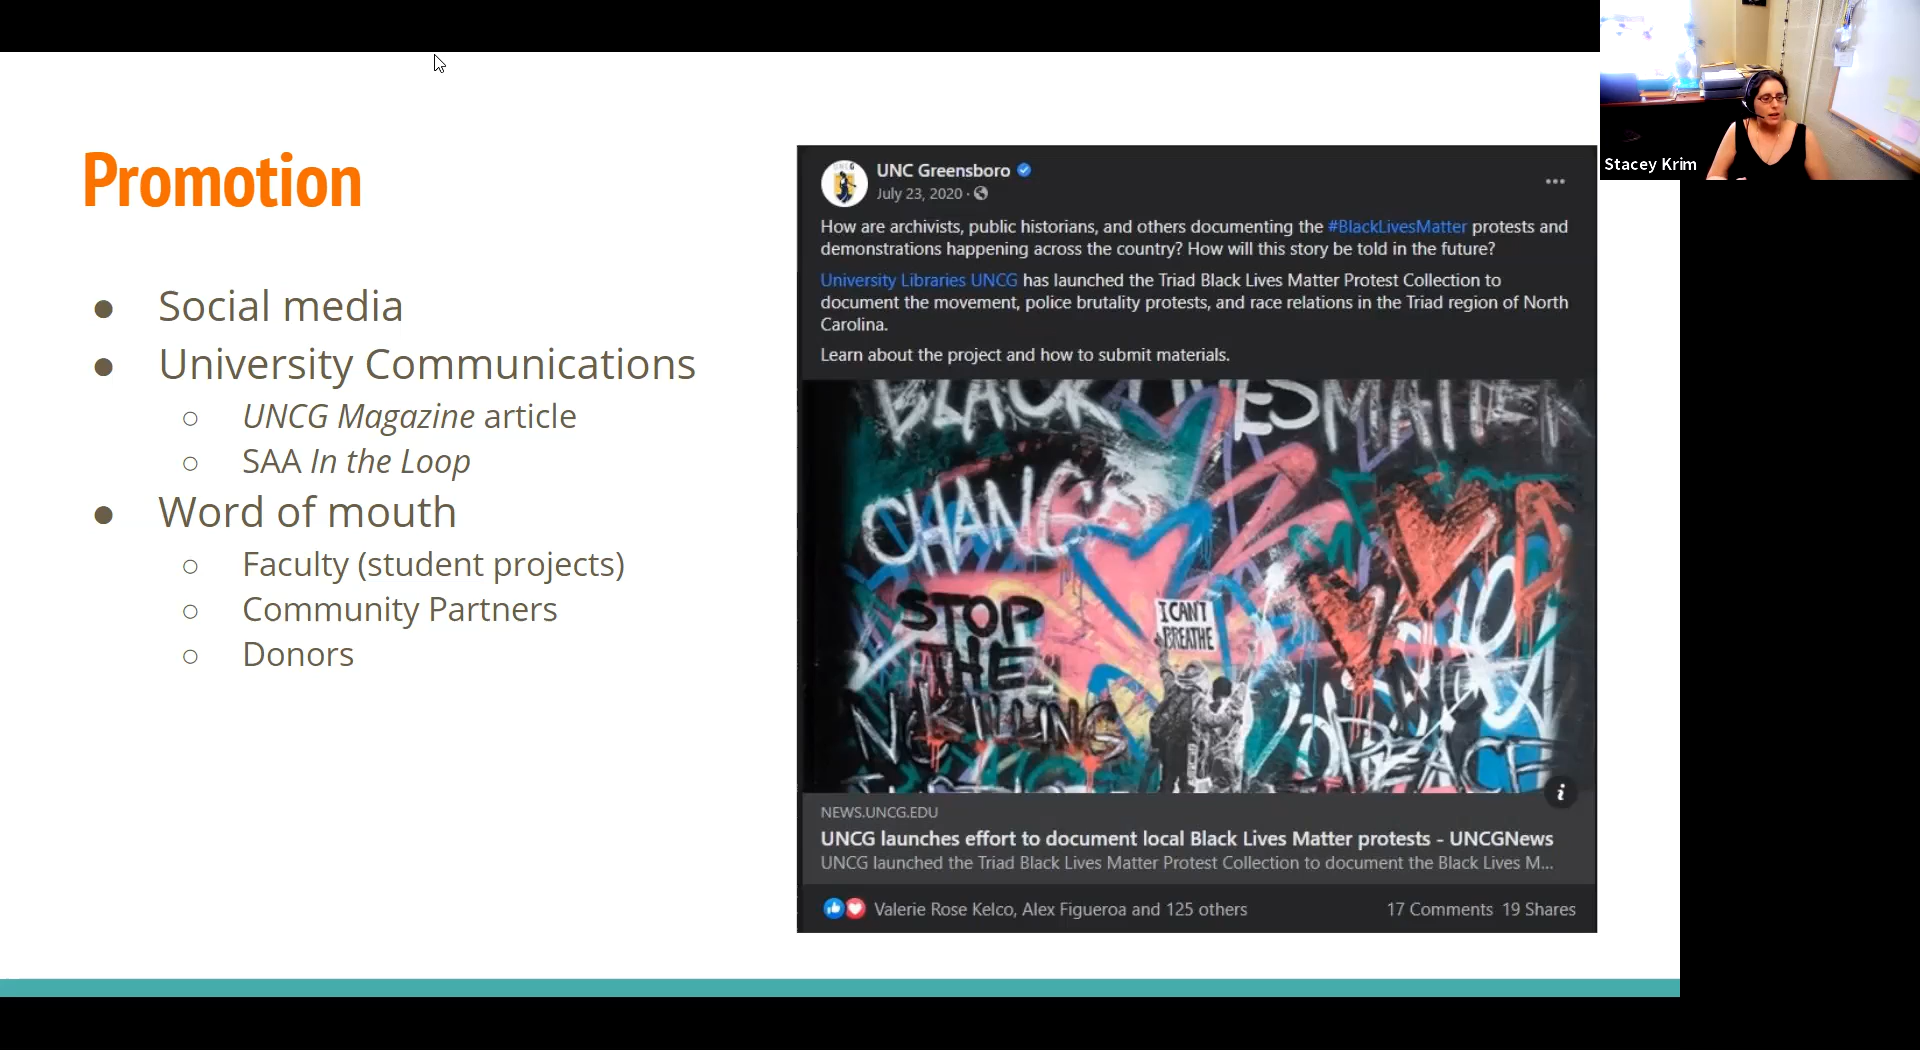 Promotion
● Social media
● University Communications
○ UNCG Magazine article
○ SAA In the Loop
● Word of mouth
○ Faculty (student projects)
○ Community Partners
○ Donors
UNC Greensboro
July 23, 2020 ·
How are archivists, public historians, and others documenting the #BlackLivesMatter protests and
demonstrations happening across the country? How will this story be told in the future?
University Libraries UNCG has launched the Triad Black Lives Matter Protest Collection to
document the movement, police brutality protests, and race relations in the Triad region of North
Carolina.
Learn about the project and how to submit materials.
BLACK LIVES MATTER
CHANGE
STOP
THE
KILLING
I CAN'T
BREATHE
PEACE
NEWS.UNCG.EDU
UNCG launches effort to document local Black Lives Matter protests - UNCGNews
UNCG launched the Triad Black Lives Matter Protest Collection to document the Black Lives M...
Valerie Rose Kelco, Alex Figueroa and 125 others
17 Comments 19 Shares
Stacey Krim